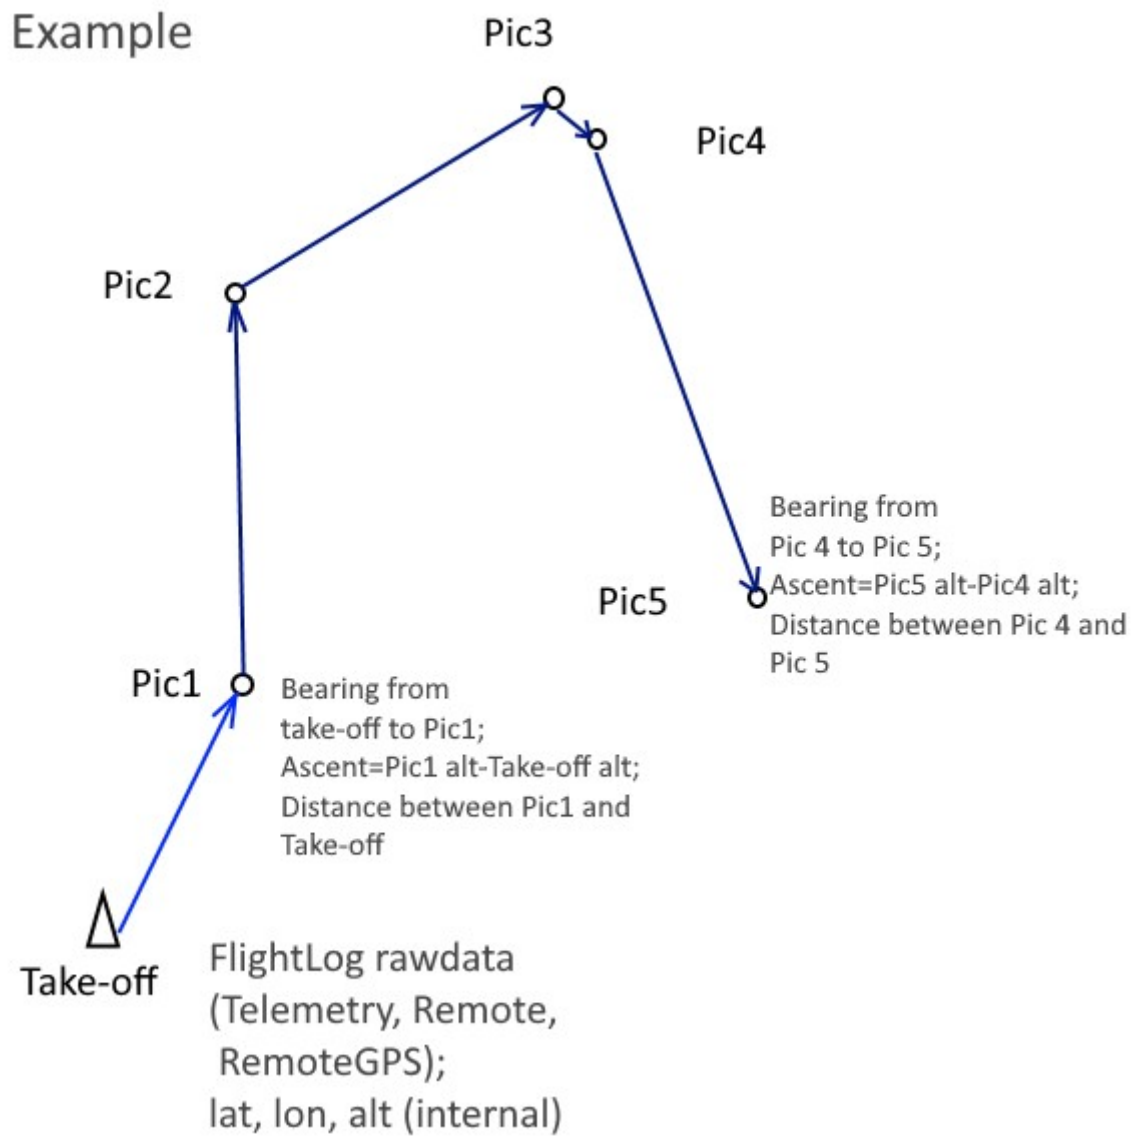 Example
Pic3
Pic4
Pic2
Bearing from
Pic 4 to Pic 5;
Ascent=Pic5 alt-Pic4 alt;
Distance between Pic 4 and
Pic 5
Pic5
Pic1
Bearing from
take-off to Pic1;
Ascent=Pic1 alt-Take-off alt;
Distance between Pic1 and
Take-off
Take-off
FlightLog rawdata
(Telemetry, Remote,
RemoteGPS);
lat, lon, alt (internal)